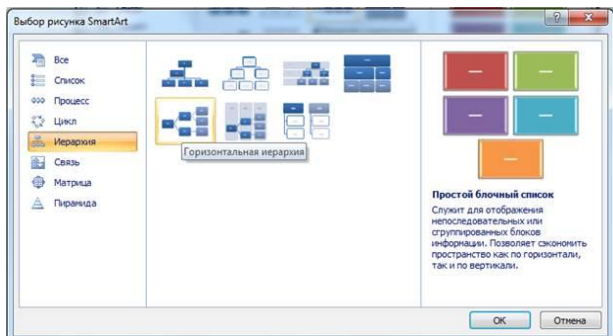 Выбор рисунка SmartArt
Все
Список
Процесс
Цикл
Иерархия
Связь
Матрица
Пирамида
Горизонтальная иерархия
Простой блочный список
Служит для отображения
непоследовательных или
сгруппированных блоков
информации. Позволяет сэкономить
пространство как по горизонтали,
так и по вертикали.
ОК
Отмена